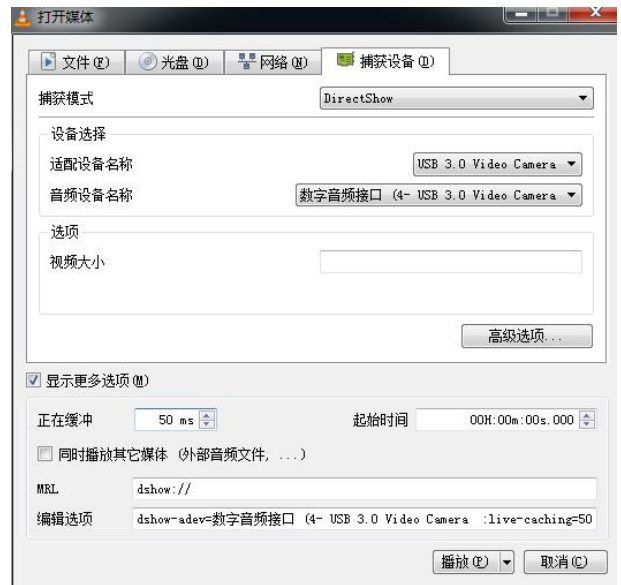 打开媒体
文件(F) 光盘(D) 网络(N) 捕获设备(D)
捕获模式 DirectShow
设备选择
适配设备名称 USB 3.0 Video Camera
音频设备名称 数字音频接口 (4- USB 3.0 Video Camera
选项
视频大小
高级选项...
显示更多选项(M)
正在缓冲 50 ms 起始时间 00H:00m:00s.000
同时播放其它媒体 (外部音频文件, ...)
MRL dshow://
编辑选项 dshow-adev=数字音频接口 (4- USB 3.0 Video Camera :live-caching=50
播放(P) 取消(C)